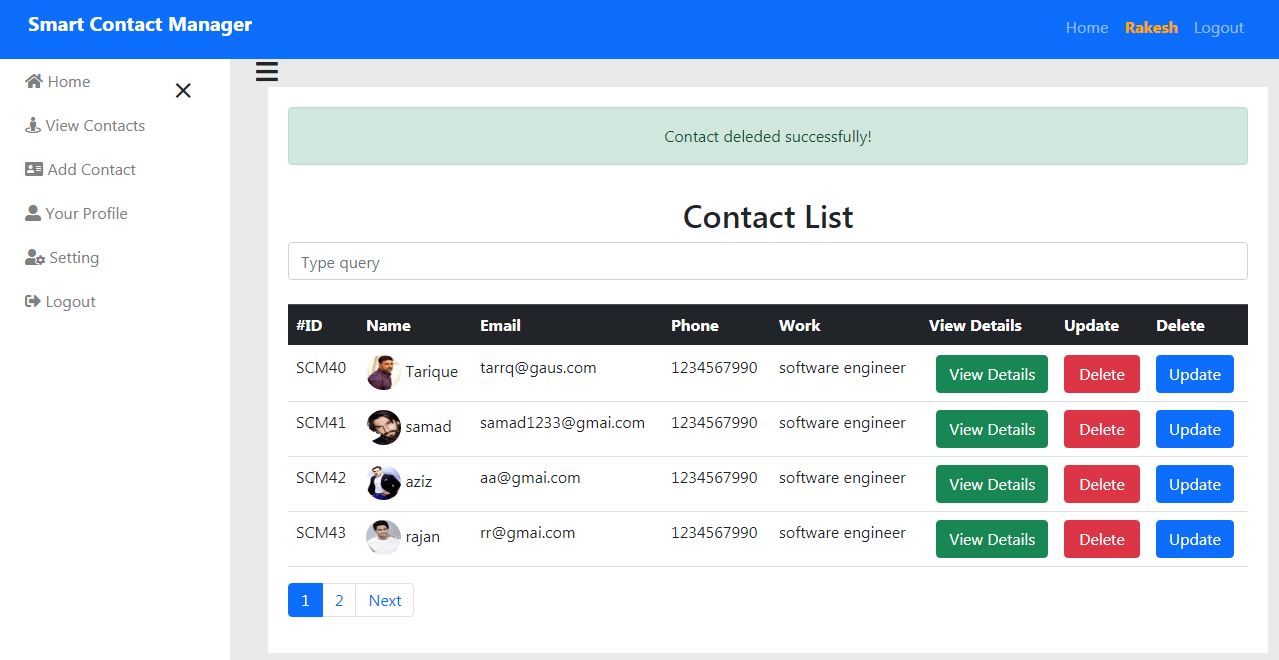 Smart Contact Manager
Home Rakesh Logout
Home
View Contacts
Add Contact
Your Profile
Setting
Logout
Contact deleded successfully!
Contact List
Type query
#ID Name Email Phone Work View Details Update Delete
SCM40 Tarique tarrq@gaus.com 1234567990 software engineer View Details Delete Update
SCM41 samad samad1233@gmai.com 1234567990 software engineer View Details Delete Update
SCM42 aziz aa@gmai.com 1234567990 software engineer View Details Delete Update
SCM43 rajan rr@gmai.com 1234567990 software engineer View Details Delete Update
1 2 Next